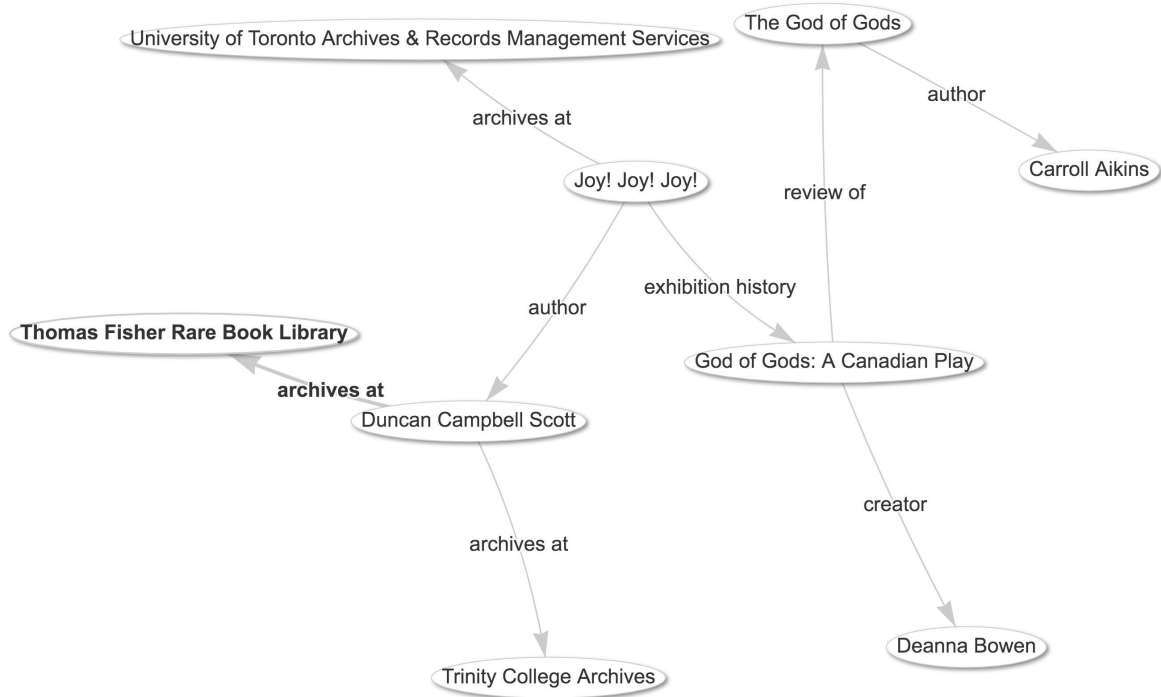 The God of Gods
University of Toronto Archives & Records Management Services
author
archives at
Carroll Aikins
Joy! Joy! Joy!
review of
exhibition history
author
Thomas Fisher Rare Book Library
God of Gods: A Canadian Play
archives at
Duncan Campbell Scott
creator
archives at
Deanna Bowen
Trinity College Archives